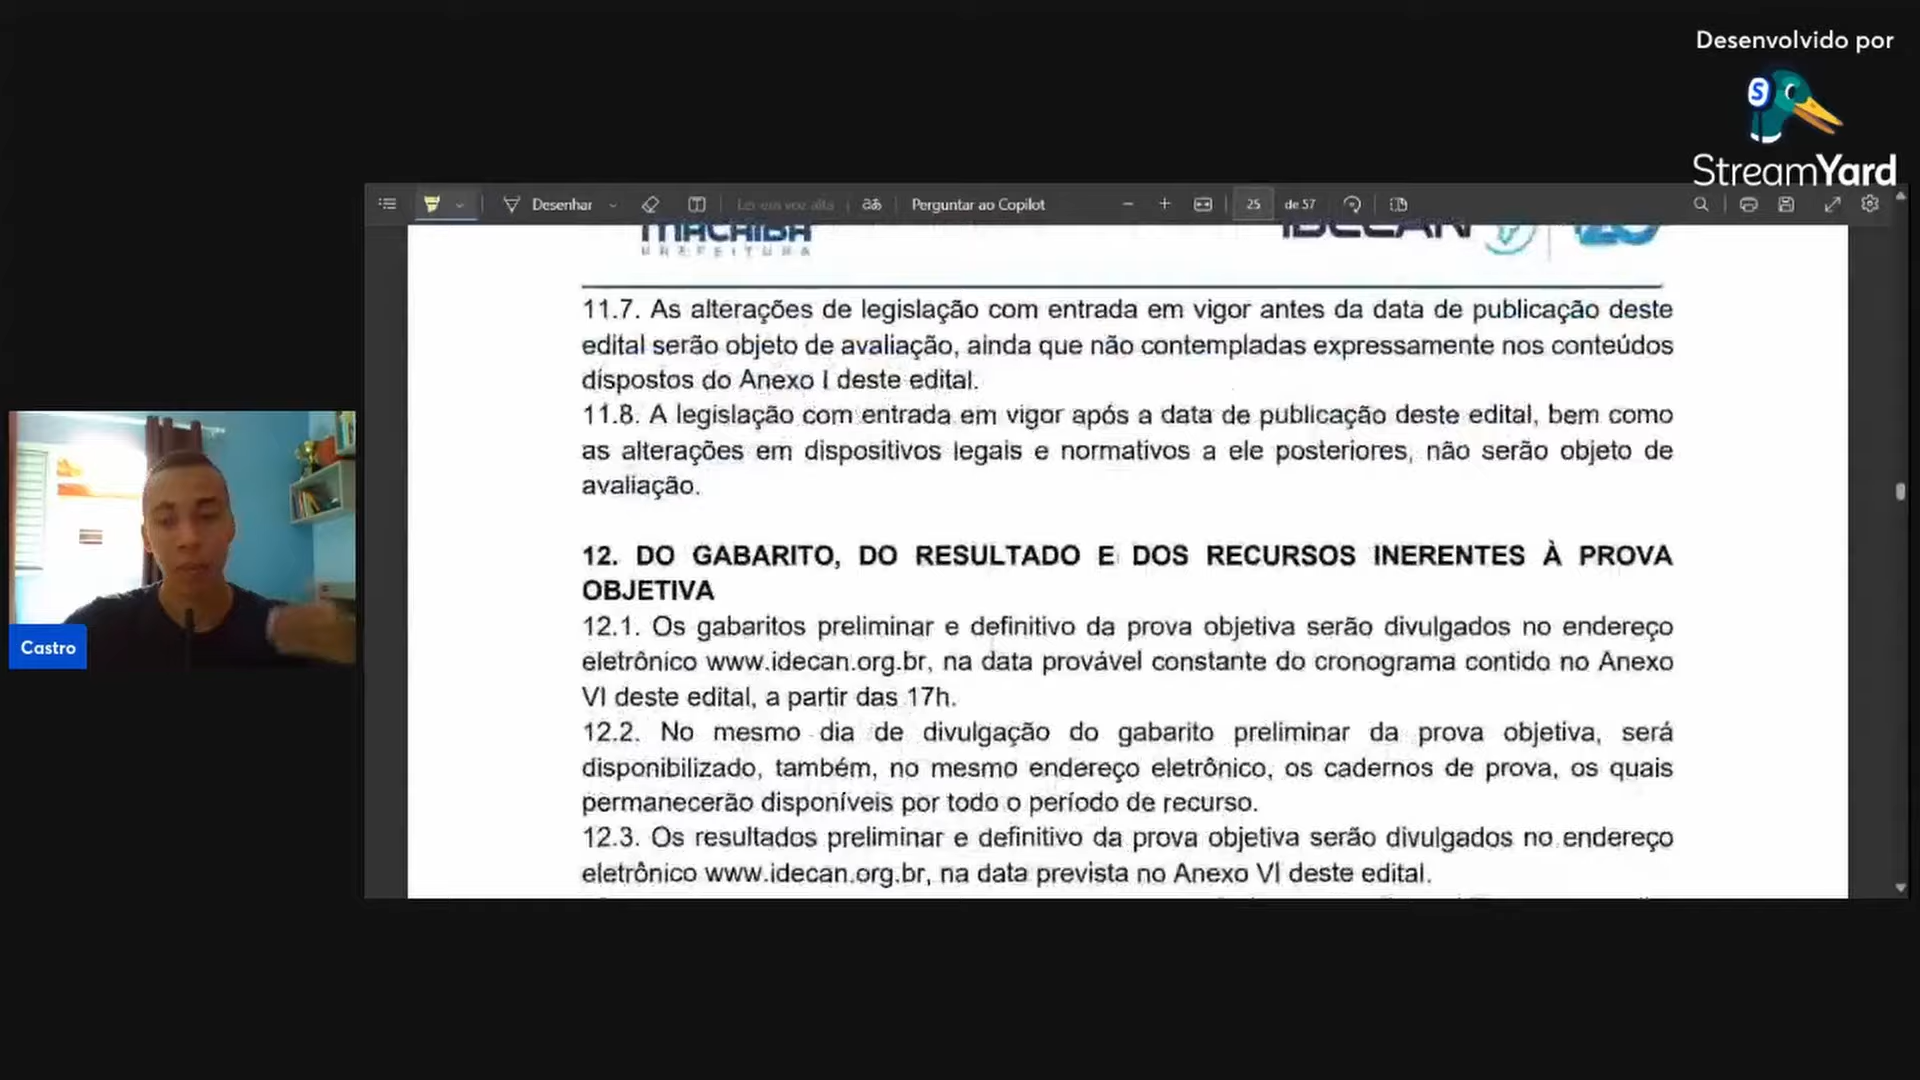 Desenvolvido por
StreamYard
Desenhar
Ler em voz alta
Perguntar ao Copilot
25 de 57
MACAÍBA
PREFEITURA
IDECAN
11.7. As alterações de legislação com entrada em vigor antes da data de publicação deste
edital serão objeto de avaliação, ainda que não contempladas expressamente nos conteúdos
dispostos do Anexo I deste edital.
11.8. A legislação com entrada em vigor após a data de publicação deste edital, bem como
as alterações em dispositivos legais e normativos a ele posteriores, não serão objeto de
avaliação.
12. DO GABARITO, DO RESULTADO E DOS RECURSOS INERENTES À PROVA
OBJETIVA
12.1. Os gabaritos preliminar e definitivo da prova objetiva serão divulgados no endereço
eletrônico www.idecan.org.br, na data provável constante do cronograma contido no Anexo
VI deste edital, a partir das 17h.
12.2. No mesmo dia de divulgação do gabarito preliminar da prova objetiva, será
disponibilizado, também, no mesmo endereço eletrônico, os cadernos de prova, os quais
permanecerão disponíveis por todo o período de recurso.
12.3. Os resultados preliminar e definitivo da prova objetiva serão divulgados no endereço
eletrônico www.idecan.org.br, na data prevista no Anexo VI deste edital.
Castro